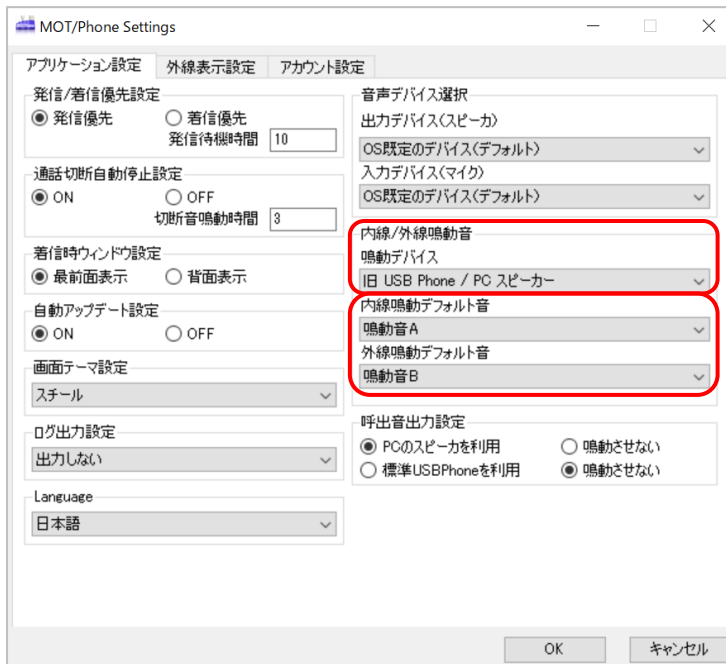 MOT/Phone Settings
アプリケーション設定
外線表示設定
アカウント設定
発信/着信優先設定
発信優先
着信優先
発信待機時間
10
通話切断自動停止設定
ON
OFF
切断音鳴動時間
3
着信時ウィンドウ設定
最前面表示
背面表示
自動アップデート設定
ON
OFF
画面テーマ設定
スチール
ログ出力設定
出力しない
Language
日本語
音声デバイス選択
出力デバイス(スピーカ)
OS既定のデバイス(デフォルト)
入力デバイス(マイク)
OS既定のデバイス(デフォルト)
内線/外線鳴動音
鳴動デバイス
旧 USB Phone / PC スピーカー
内線鳴動デフォルト音
鳴動音A
外線鳴動デフォルト音
鳴動音B
呼出音出力設定
PCのスピーカを利用
鳴動させない
標準USBPhoneを利用
鳴動させない
OK
キャンセル